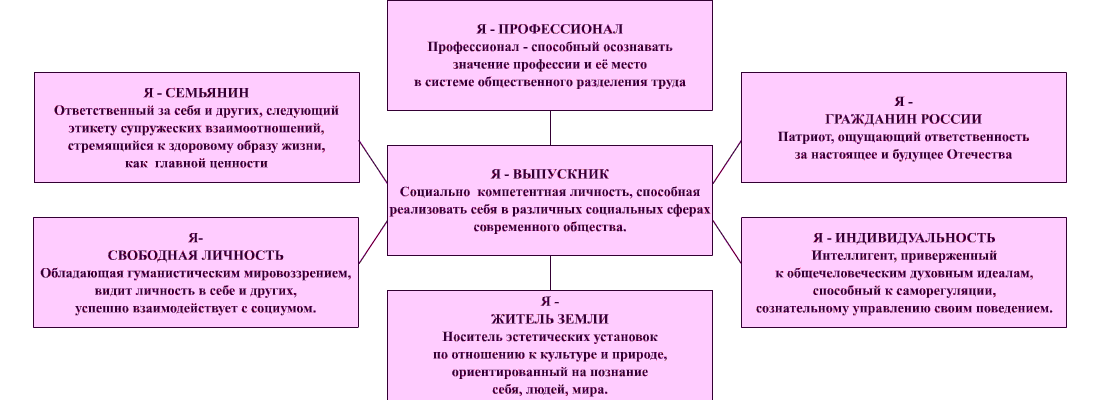 Я - ПРОФЕССИОНАЛ
Профессионал - способный осознавать
значение профессии и её место
в системе общественного разделения труда
Я - СЕМЬЯНИН
Ответственный за себя и других, следующий
этикету супружеских взаимоотношений,
стремящийся к здоровому образу жизни,
как главной ценности
Я -
ГРАЖДАНИН РОССИИ
Патриот, ощущающий ответственность
за настоящее и будущее Отечества
Я - ВЫПУСКНИК
Социально компетентная личность, способная
реализовать себя в различных социальных сферах
современного общества.
Я-
СВОБОДНАЯ ЛИЧНОСТЬ
Обладающая гуманистическим мировоззрением,
видит личность в себе и других,
успешно взаимодействует с социумом.
Я - ИНДИВИДУАЛЬНОСТЬ
Интеллигент, приверженный
к общечеловеческим духовным идеалам,
способный к саморегуляции,
сознательному управлению своим поведением.
Я -
ЖИТЕЛЬ ЗЕМЛИ
Носитель эстетических установок
по отношению к культуре и природе,
ориентированный на познание
себя, людей, мира.